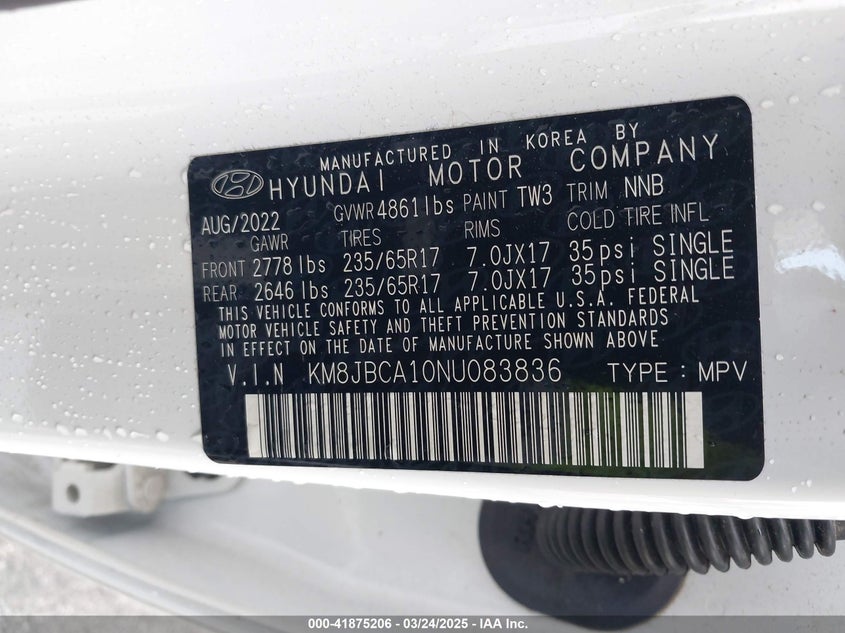 MANUFACTURED IN KOREA BY
HYUNDAI MOTOR COMPANY
AUG/2022 GVWR 4861lbs PAINT TW3 TRIM NNB
GAWR TIRES RIMS COLD TIRE INFL
FRONT 2778 lbs 235/65R17 7.0JX17 35psi SINGLE
REAR 2646 lbs 235/65R17 7.0JX17 35psi SINGLE
THIS VEHICLE CONFORMS TO ALL APPLICABLE U.S.A. FEDERAL
MOTOR VEHICLE SAFETY AND THEFT PREVENTION STANDARDS
IN EFFECT ON THE DATE OF MANUFACTURE SHOWN ABOVE
V.I.N KM8JBCA10NU083836 TYPE : MPV
000-41875206 - 03/24/2025 - IAA Inc.